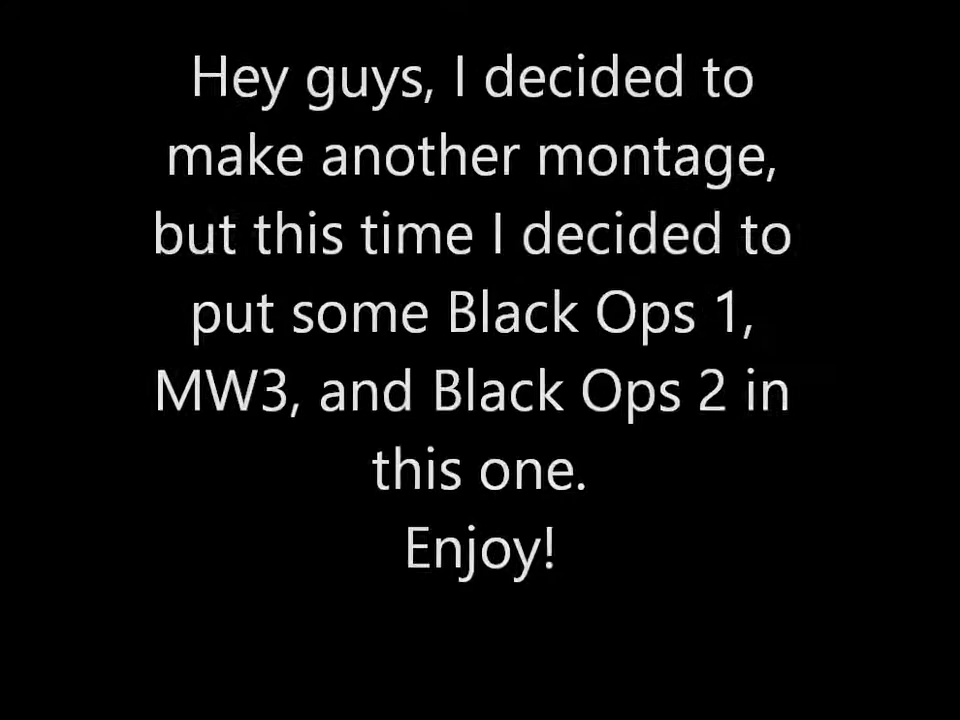 Hey guys, I decided to
make another montage,
but this time I decided to
put some Black Ops 1,
MW3, and Black Ops 2 in
this one.
Enjoy!